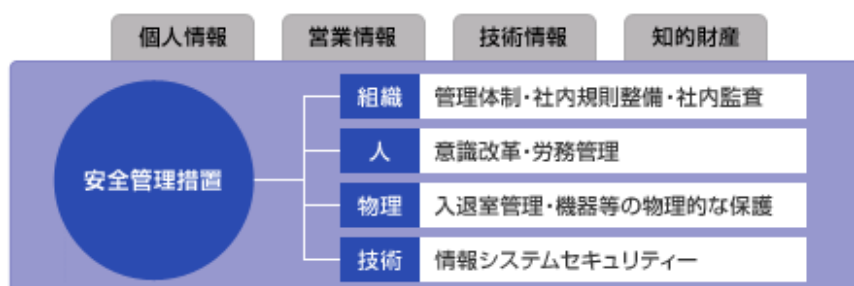 個人情報 営業情報 技術情報 知的財産
安全管理措置
組織 管理体制・社内規則整備・社内監査
人 意識改革・労務管理
物理 入退室管理・機器等の物理的な保護
技術 情報システムセキュリティー